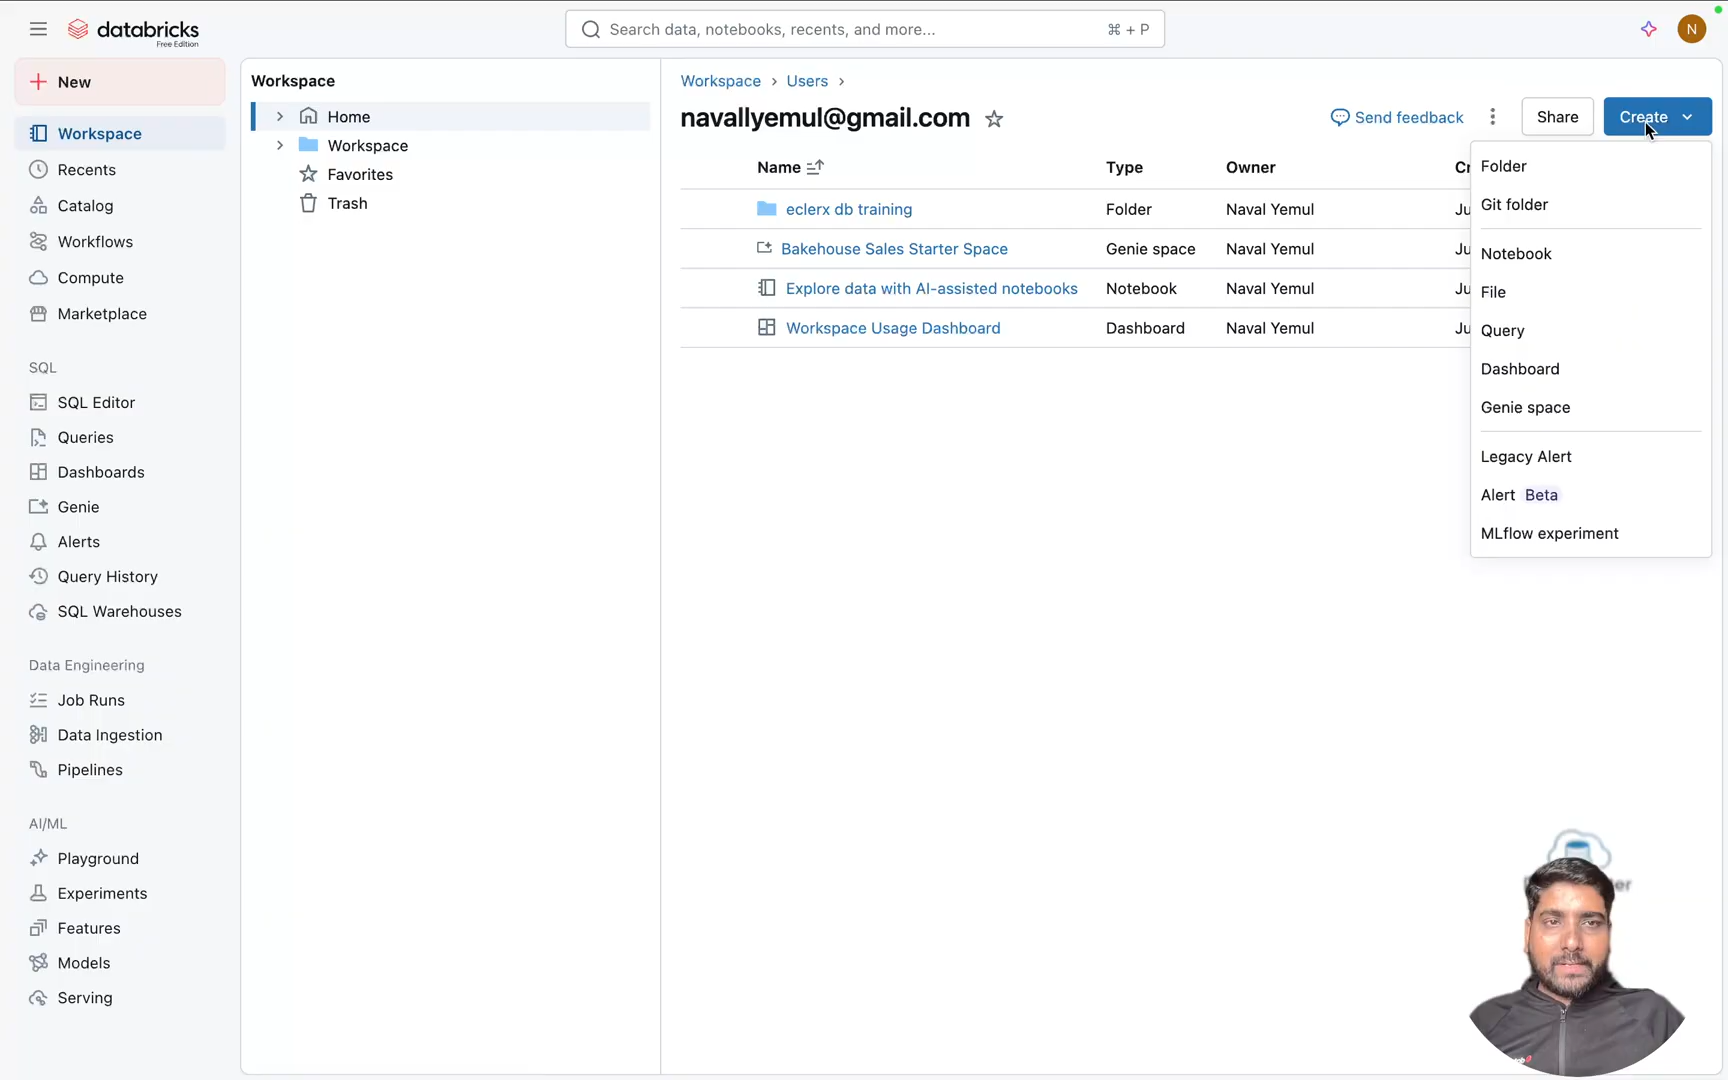 databricks
Free Edition
Search data, notebooks, recents, and more...
⌘ + P
N
New
Workspace
Recents
Catalog
Workflows
Compute
Marketplace
SQL
SQL Editor
Queries
Dashboards
Genie
Alerts
Query History
SQL Warehouses
Data Engineering
Job Runs
Data Ingestion
Pipelines
AI/ML
Playground
Experiments
Features
Models
Serving
Workspace
Home
Workspace
Favorites
Trash
Workspace › Users ›
navallyemul@gmail.com
Send feedback
Share
Create
Name Type Owner
eclerx db training Folder Naval Yemul
Bakehouse Sales Starter Space Genie space Naval Yemul
Explore data with AI-assisted notebooks Notebook Naval Yemul
Workspace Usage Dashboard Dashboard Naval Yemul
Folder
Git folder
Notebook
File
Query
Dashboard
Genie space
Legacy Alert
Alert Beta
MLflow experiment